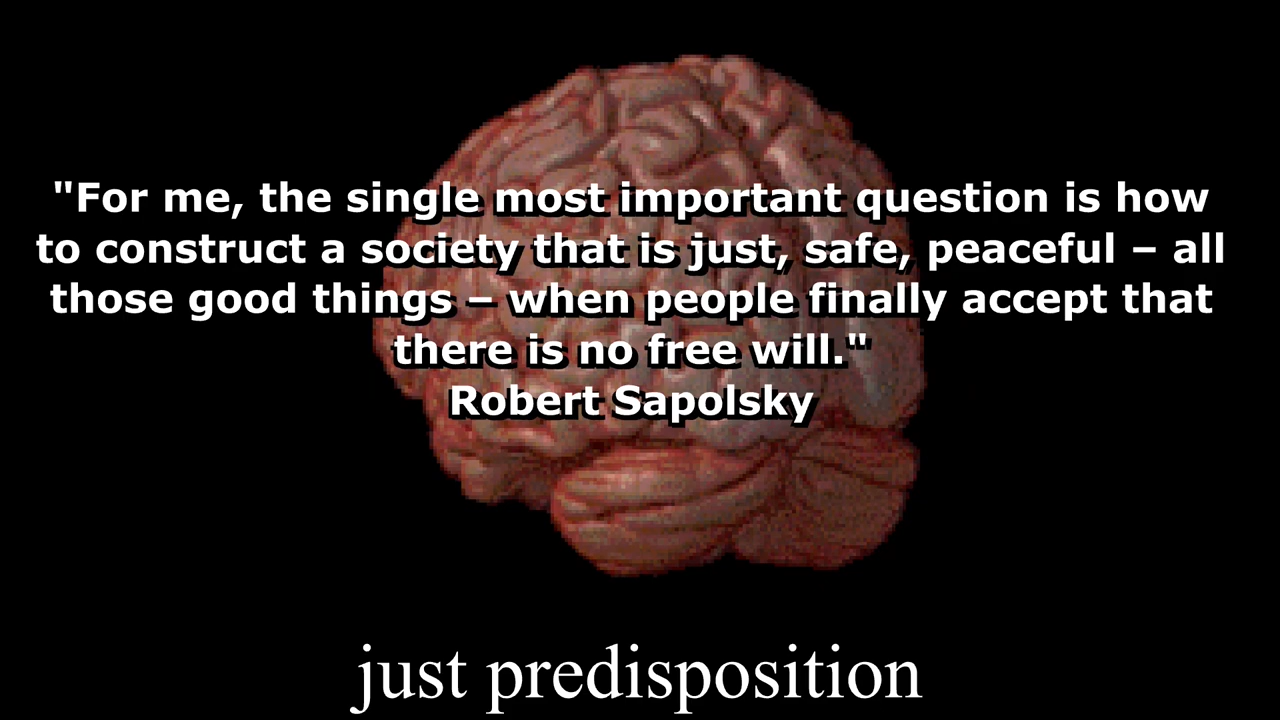 "For me, the single most important question is how
to construct a society that is just, safe, peaceful – all
those good things – when people finally accept that
there is no free will."
Robert Sapolsky
just predisposition